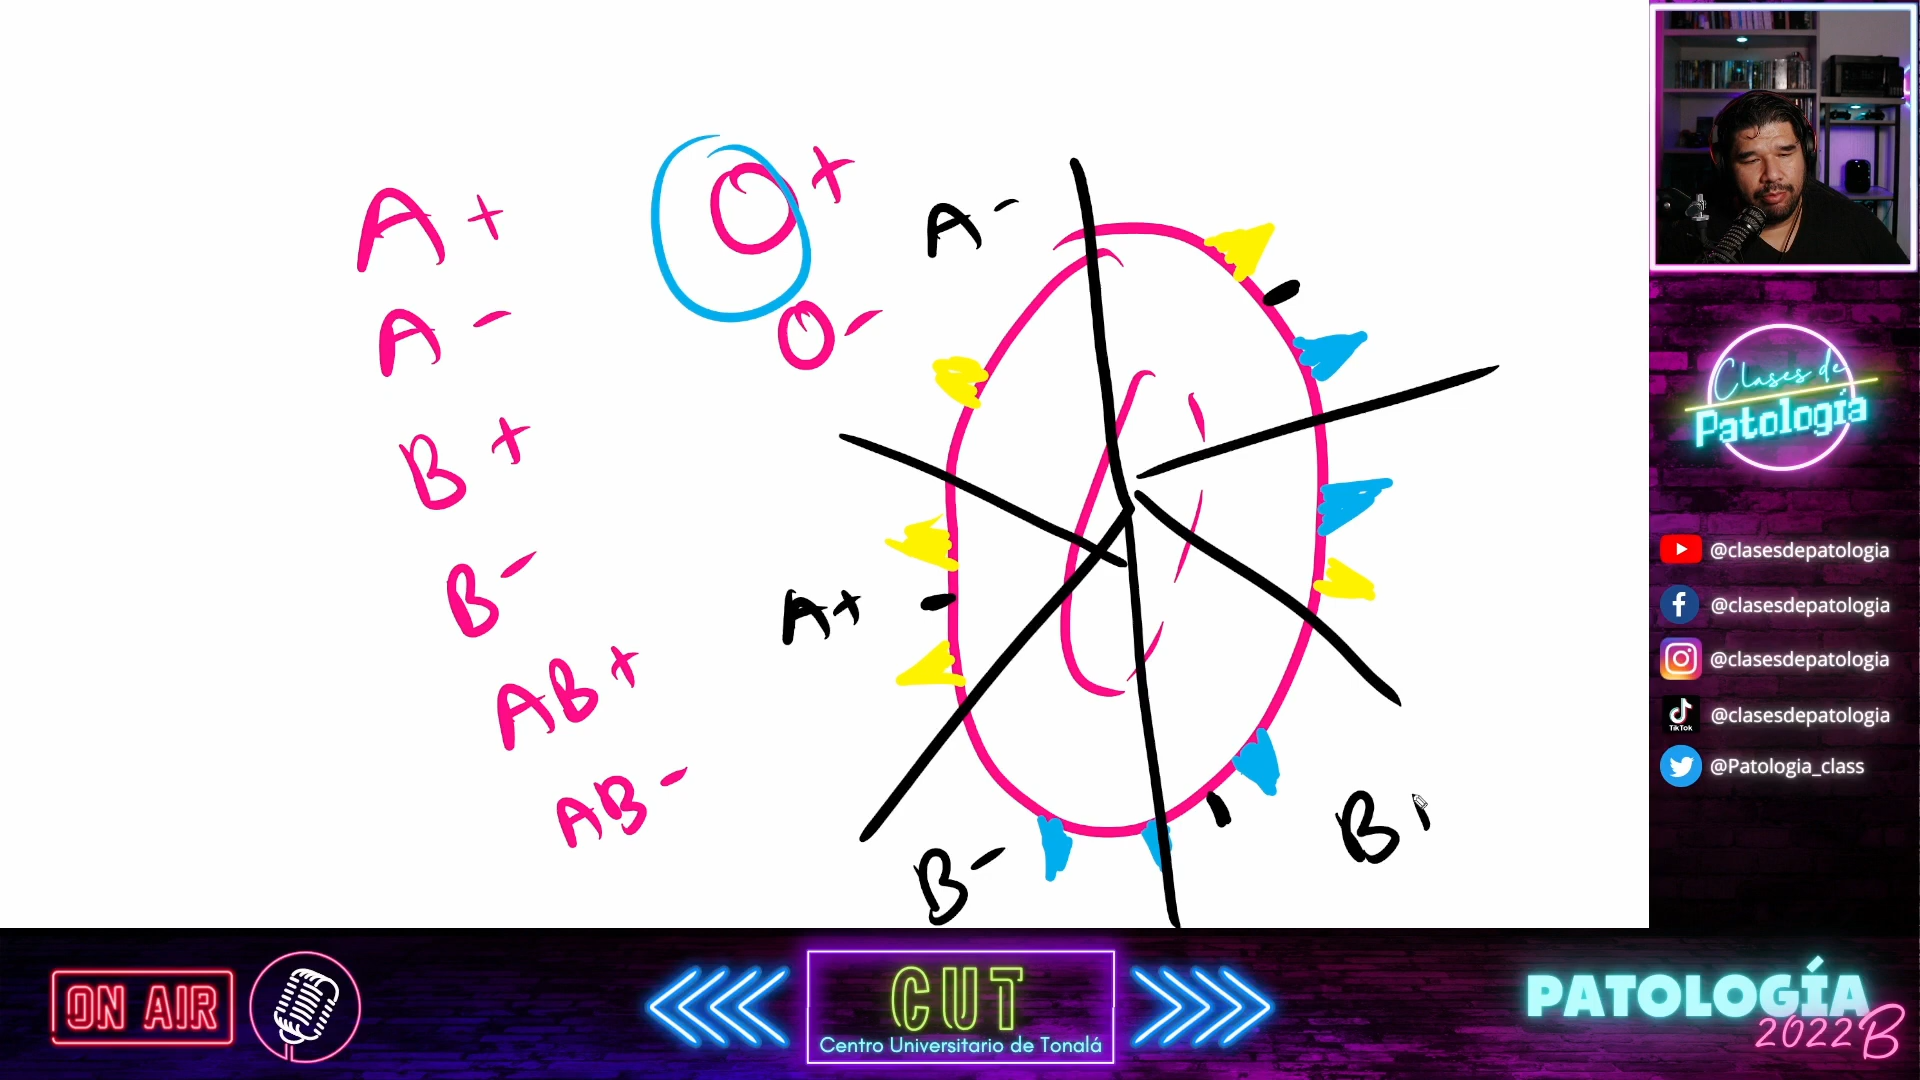 A+
A-
B+
B-
AB+
AB-
O+
O-
A-
A+
B-
B
Clases de
Patología
@clasesdepatologia
@clasesdepatologia
@clasesdepatologia
TikTok
@clasesdepatologia
@Patologia_class
ON AIR
CUT
Centro Universitario de Tonalá
PATOLOGÍA
2022B